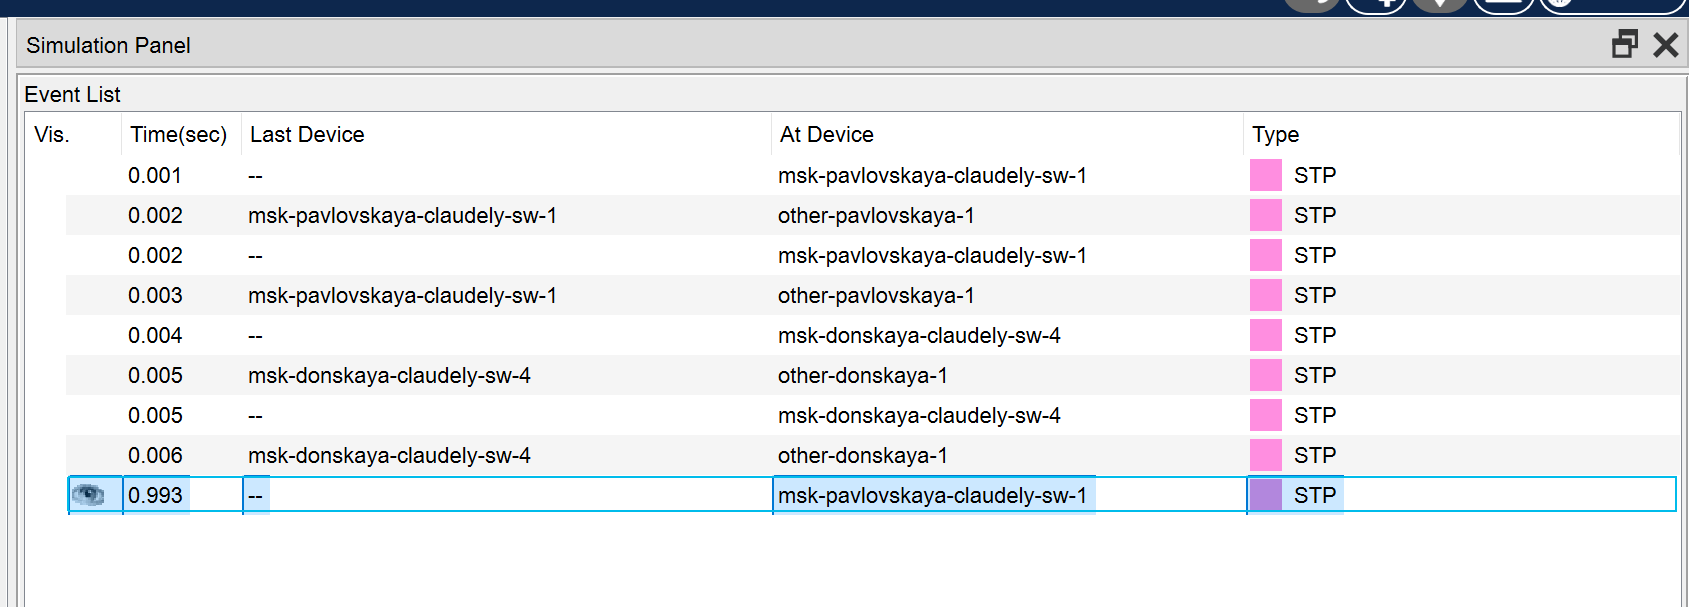 Simulation Panel
Event List
Vis. Time(sec) Last Device At Device Type
0.001 -- msk-pavlovskaya-claudely-sw-1 STP
0.002 msk-pavlovskaya-claudely-sw-1 other-pavlovskaya-1 STP
0.002 -- msk-pavlovskaya-claudely-sw-1 STP
0.003 msk-pavlovskaya-claudely-sw-1 other-pavlovskaya-1 STP
0.004 -- msk-donskaya-claudely-sw-4 STP
0.005 msk-donskaya-claudely-sw-4 other-donskaya-1 STP
0.005 -- msk-donskaya-claudely-sw-4 STP
0.006 msk-donskaya-claudely-sw-4 other-donskaya-1 STP
0.993 -- msk-pavlovskaya-claudely-sw-1 STP